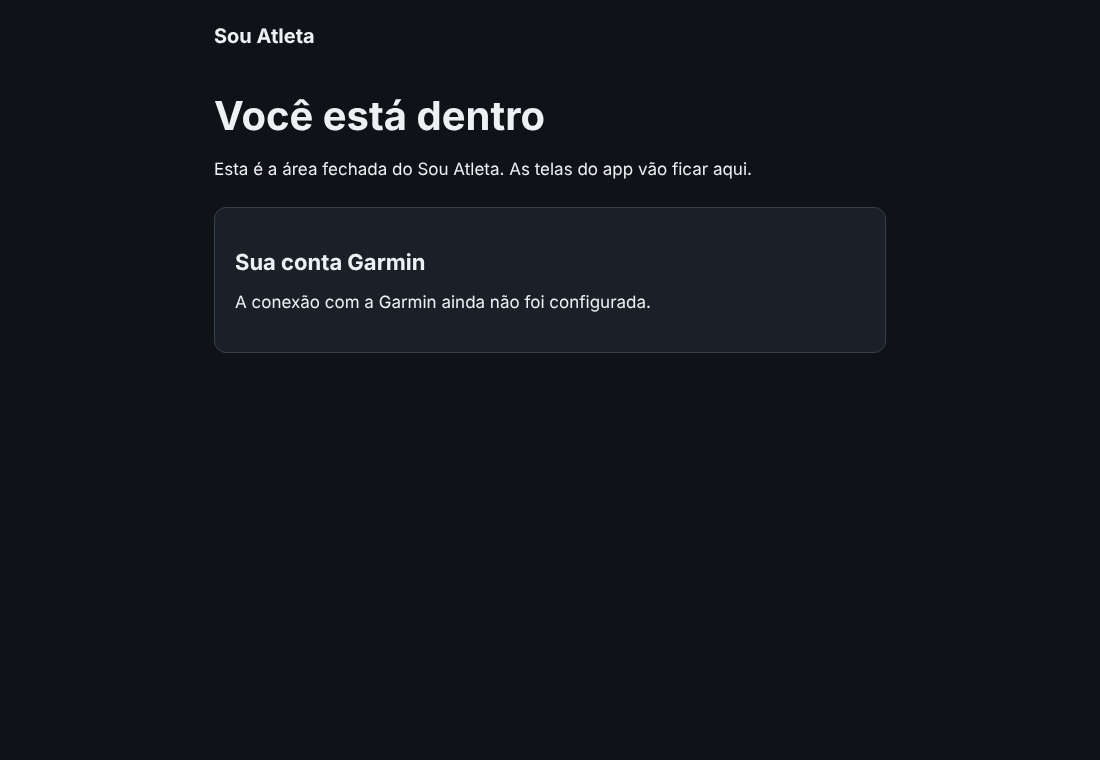 Sou Atleta
Você está dentro
Esta é a área fechada do Sou Atleta. As telas do app vão ficar aqui.
Sua conta Garmin
A conexão com a Garmin ainda não foi configurada.